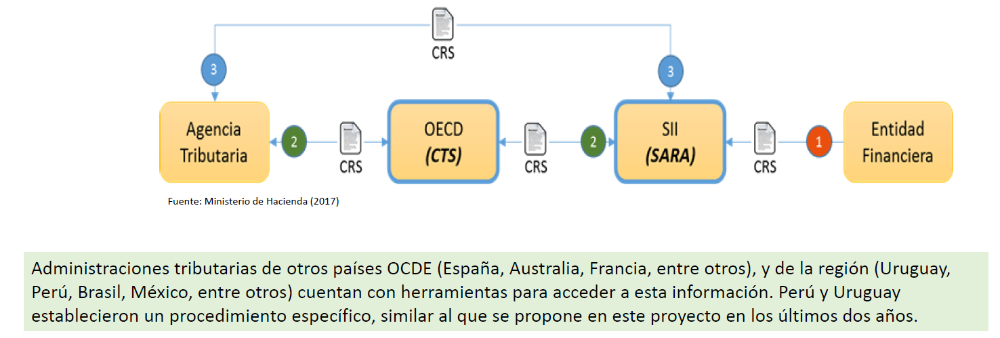 CRS
3
3
Agencia
Tributaria
2
CRS
OECD
(CTS)
CRS
2
SII
(SARA)
CRS
1
Entidad
Financiera
Fuente: Ministerio de Hacienda (2017)
Administraciones tributarias de otros países OCDE (España, Australia, Francia, entre otros), y de la región (Uruguay,
Perú, Brasil, México, entre otros) cuentan con herramientas para acceder a esta información. Perú y Uruguay
establecieron un procedimiento específico, similar al que se propone en este proyecto en los últimos dos años.